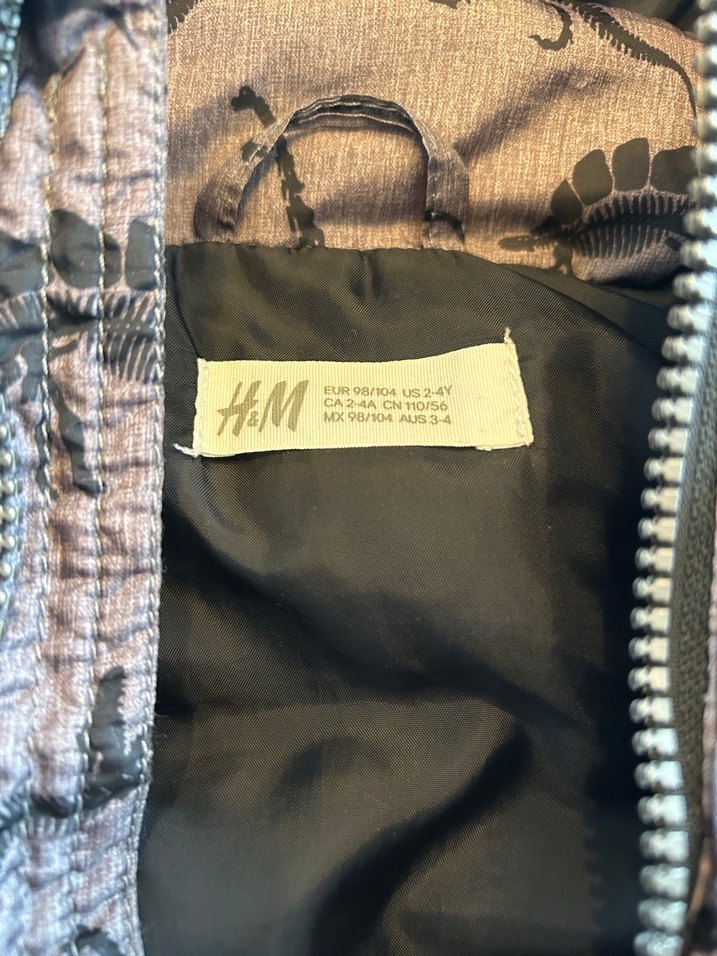 H&M
EUR 98/104 US 2-4Y
CA 2-4A CN 110/56
MX 98/104 AUS 3-4